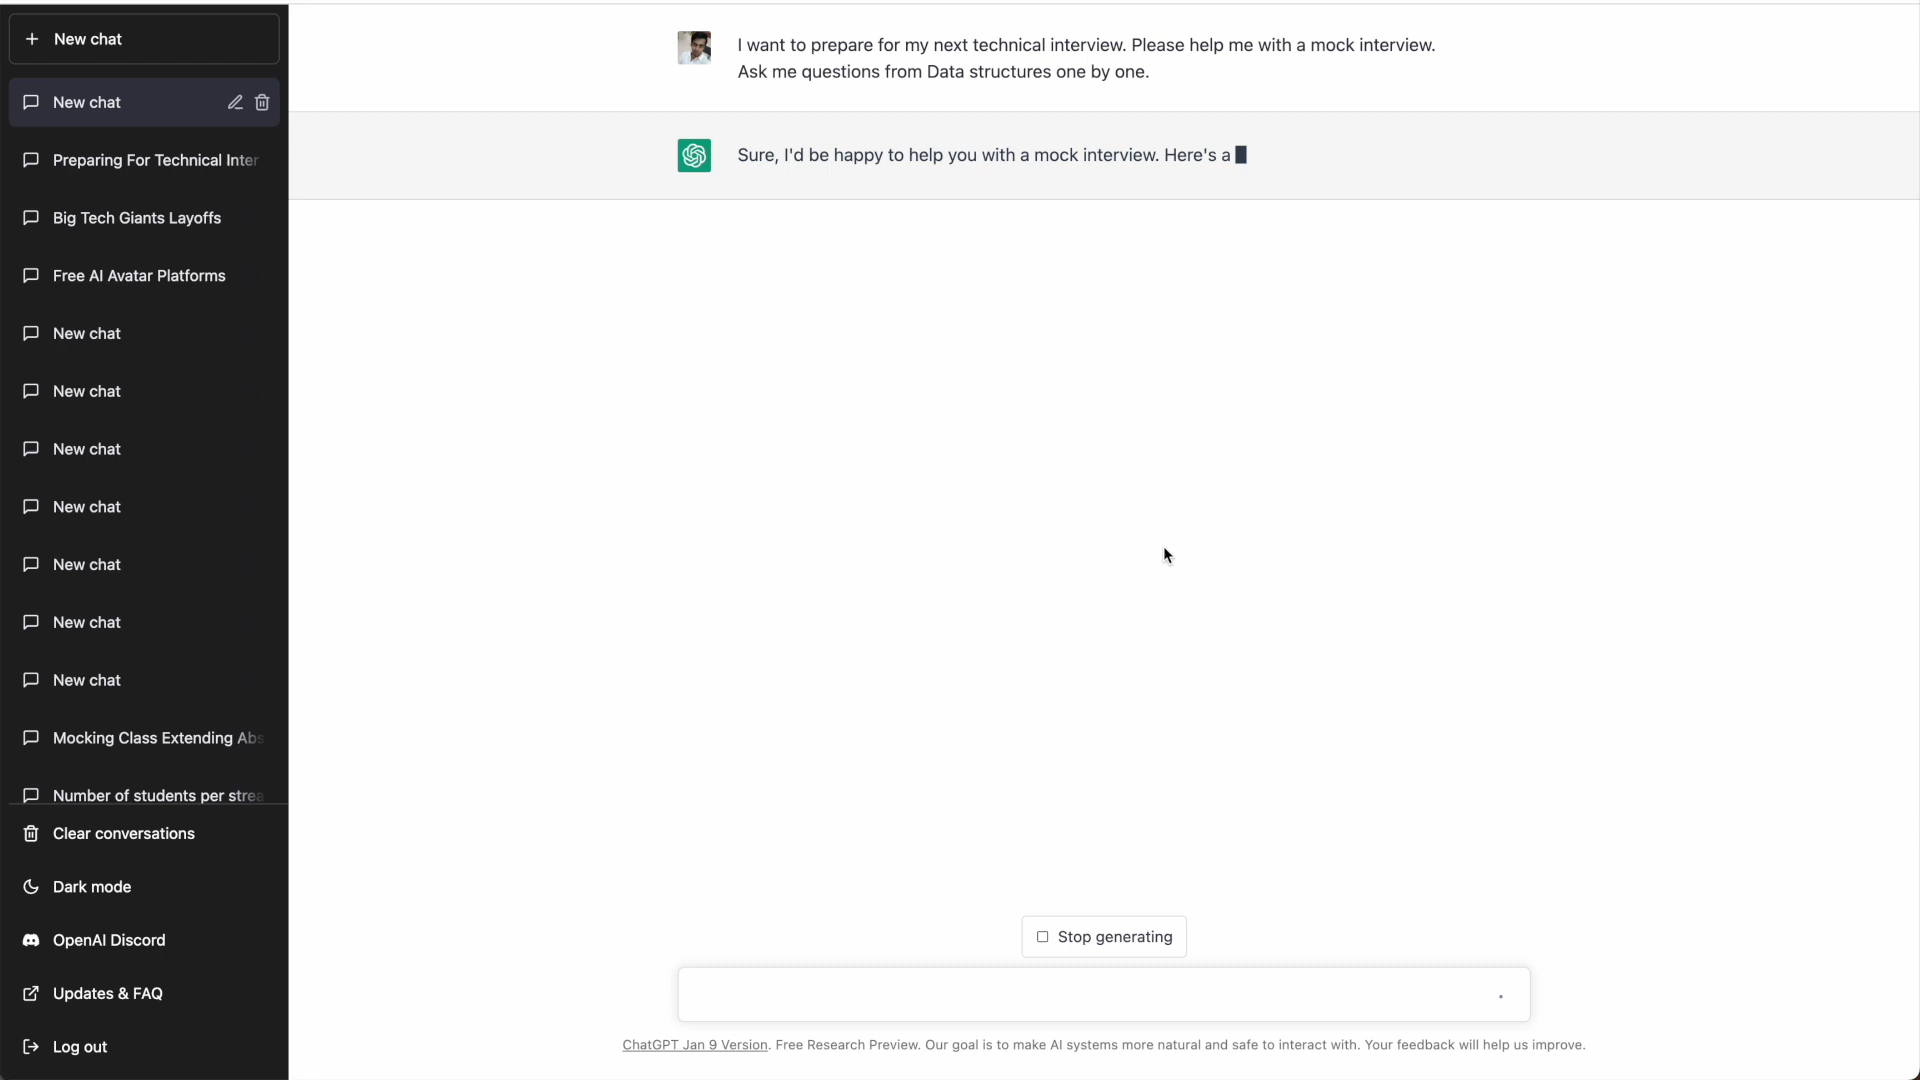 New chat
New chat
Preparing For Technical Inter
Big Tech Giants Layoffs
Free AI Avatar Platforms
New chat
New chat
New chat
New chat
New chat
New chat
New chat
Mocking Class Extending Abs
Number of students per strea
Clear conversations
Dark mode
OpenAI Discord
Updates & FAQ
Log out
I want to prepare for my next technical interview. Please help me with a mock interview.
Ask me questions from Data structures one by one.
Sure, I'd be happy to help you with a mock interview. Here's a
Stop generating
ChatGPT Jan 9 Version. Free Research Preview. Our goal is to make AI systems more natural and safe to interact with. Your feedback will help us improve.